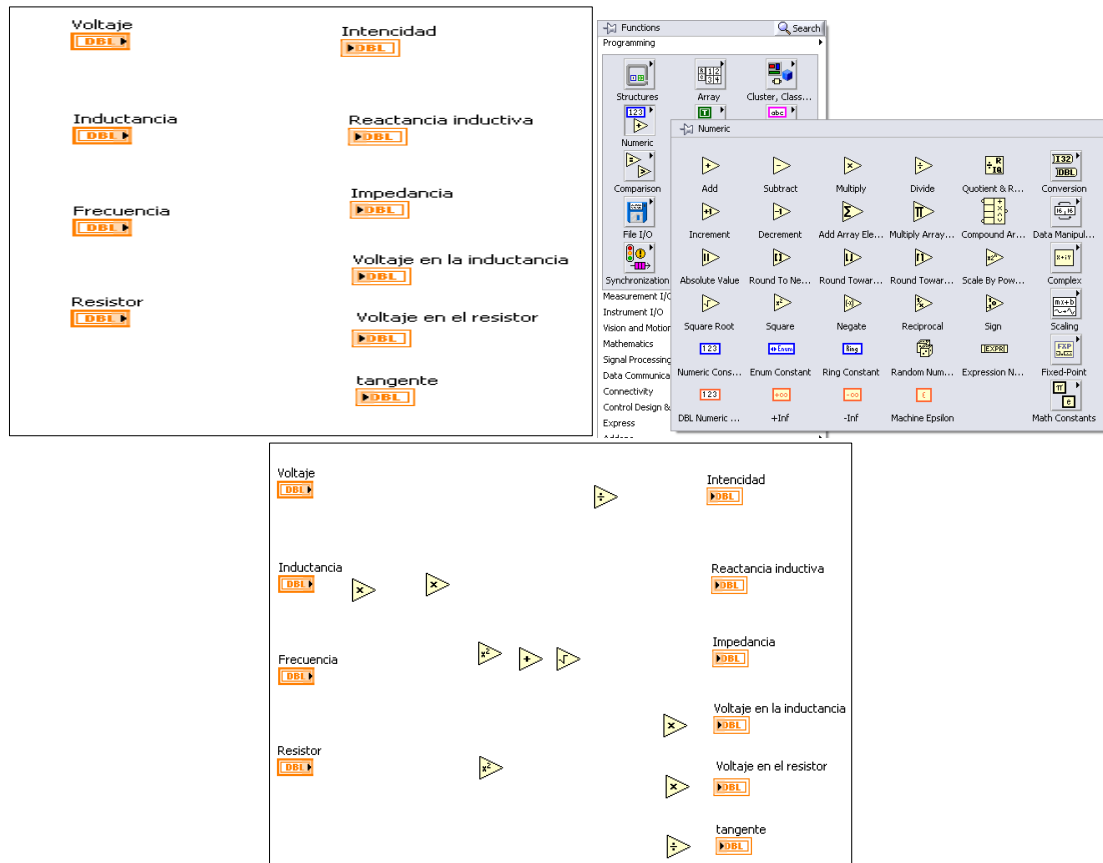 Voltaje
DBL
Inductancia
DBL
Frecuencia
DBL
Resistor
DBL
Intencidad
DBL
Reactancia inductiva
DBL
Impedancia
DBL
Voltaje en la inductancia
DBL
Voltaje en el resistor
DBL
tangente
DBL
Functions
Search
Programming
Structures
Array
Cluster, Class...
123
abc
Numeric
Comparison
File I/O
Synchronization
Measurement I/O
Instrument I/O
Vision and Motion
Mathematics
Signal Processing
Data Communica
Connectivity
Control Design &
Express
Addons
Numeric
Add
Subtract
Multiply
Divide
Quotient & R...
Conversion
Increment
Decrement
Add Array Ele...
Multiply Array...
Compound Ar...
Data Manipul...
Absolute Value
Round To Ne...
Round Towar...
Round Towar...
Scale By Pow...
Complex
Square Root
Square
Negate
Reciprocal
Sign
Scaling
Numeric Cons...
Enum Constant
Ring Constant
Random Num...
Expression N...
Fixed-Point
DBL Numeric ...
+Inf
-Inf
Machine Epsilon
Math Constants
Voltaje
DBL
Inductancia
DBL
Frecuencia
DBL
Resistor
DBL
Intencidad
DBL
Reactancia inductiva
DBL
Impedancia
DBL
Voltaje en la inductancia
DBL
Voltaje en el resistor
DBL
tangente
DBL